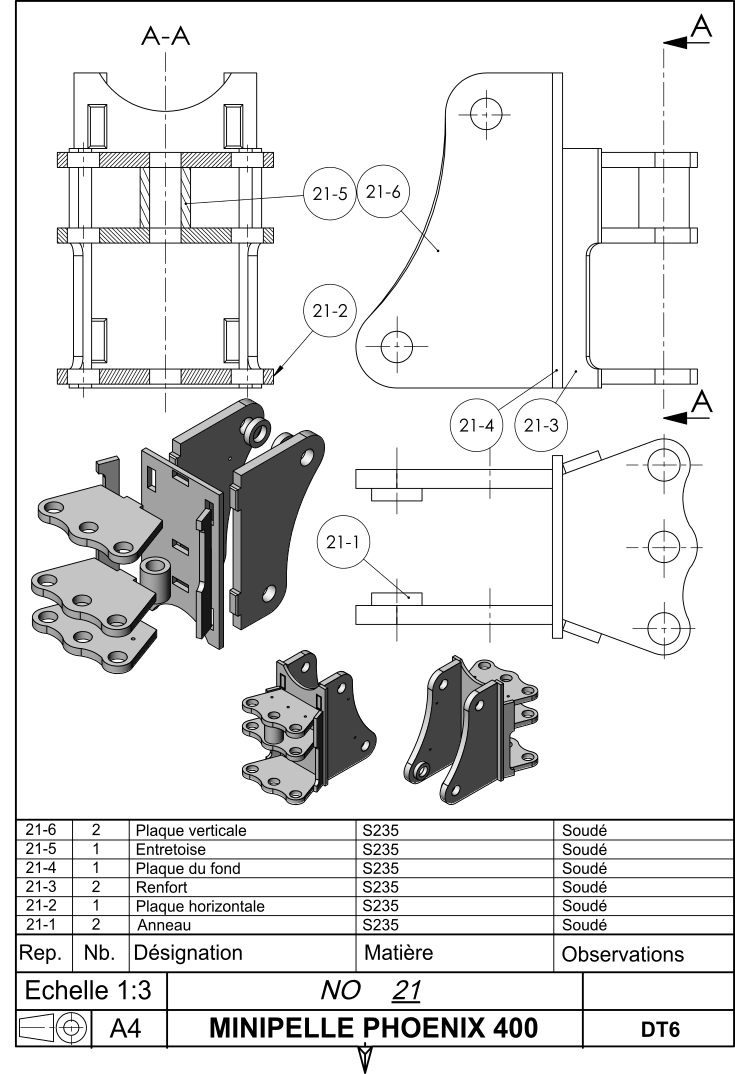 A-A
A
21-5
21-6
21-2
A
21-4
21-3
21-1
21-6 2 Plaque verticale S235 Soudé
21-5 1 Entretoise S235 Soudé
21-4 1 Plaque du fond S235 Soudé
21-3 2 Renfort S235 Soudé
21-2 1 Plaque horizontale S235 Soudé
21-1 2 Anneau S235 Soudé
Rep. Nb. Désignation Matière Observations
Echelle 1:3 NO 21
A4 MINIPELLE PHOENIX 400 DT6